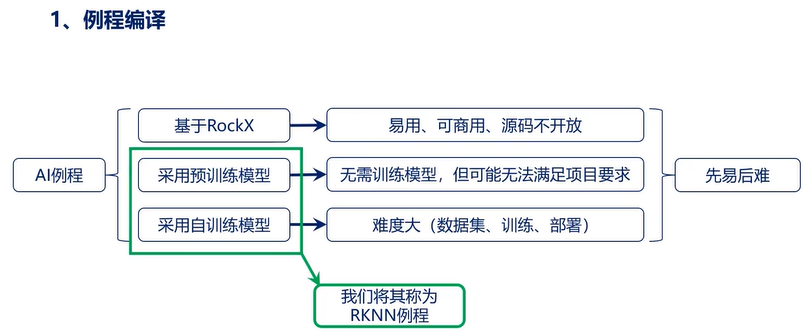 1、例程编译
AI例程
基于RockX
易用、可商用、源码不开放
采用预训练模型
无需训练模型，但可能无法满足项目要求
采用自训练模型
难度大（数据集、训练、部署）
先易后难
我们将其称为
RKNN例程